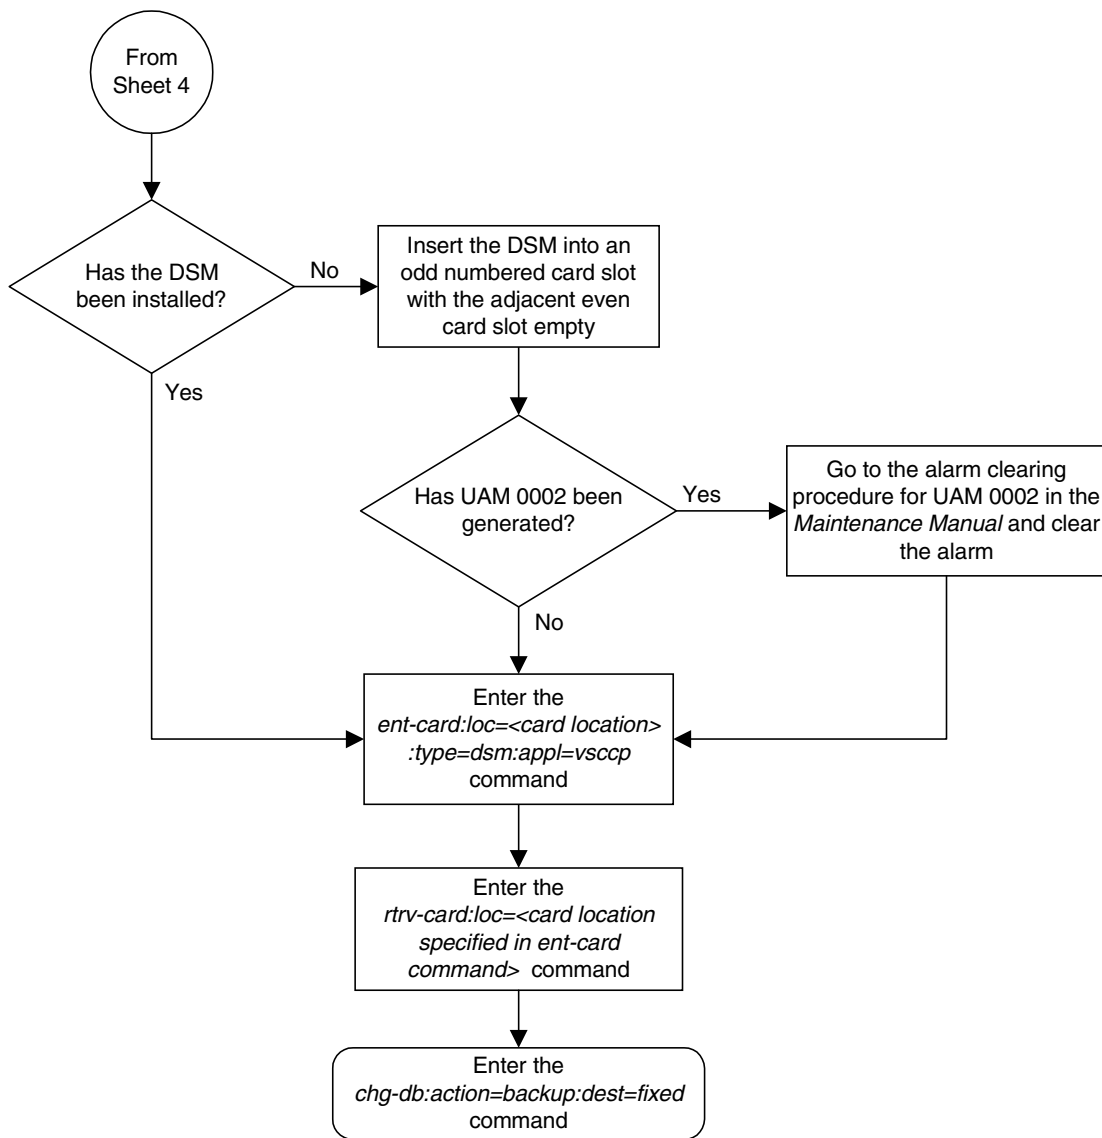 From
Sheet 4
Has the DSM
been installed?
No
Yes
Insert the DSM into an
odd numbered card slot
with the adjacent even
card slot empty
Has UAM 0002 been
generated?
Yes
No
Go to the alarm clearing
procedure for UAM 0002 in the
Maintenance Manual and clear
the alarm
Enter the
ent-card:loc=<card location>
:type=dsm:appl=vsccp
command
Enter the
rtrv-card:loc=<card location
specified in ent-card
command> command
Enter the
chg-db:action=backup:dest=fixed
command